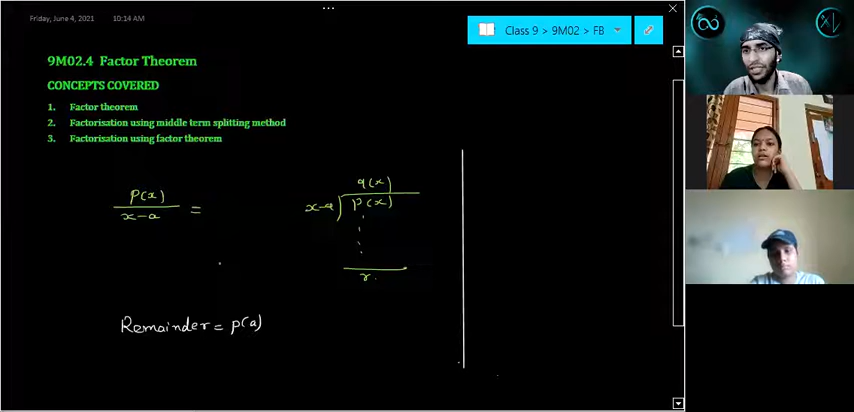 Friday, June 4, 2021 10:14 AM
Class 9 > 9M02 > FB
9M02.4 Factor Theorem
CONCEPTS COVERED
1. Factor theorem
2. Factorisation using middle term splitting method
3. Factorisation using factor theorem
q(x)
p(x)
x-a =
x-a) p(x)
r.
Remainder = p(a)